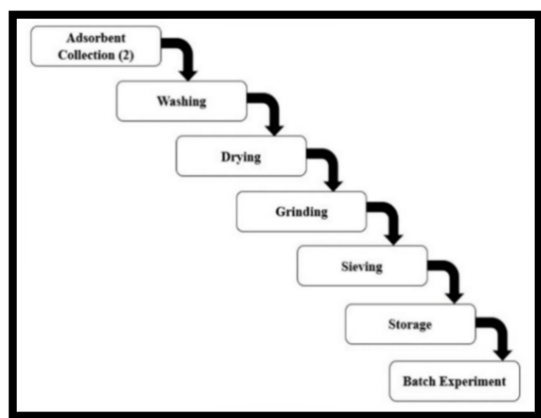 Adsorbent
Collection (2)
Washing
Drying
Grinding
Sieving
Storage
Batch Experiment